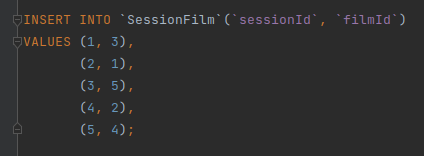 INSERT INTO `SessionFilm`(`sessionId`, `filmId`)
VALUES (1, 3),
(2, 1),
(3, 5),
(4, 2),
(5, 4);